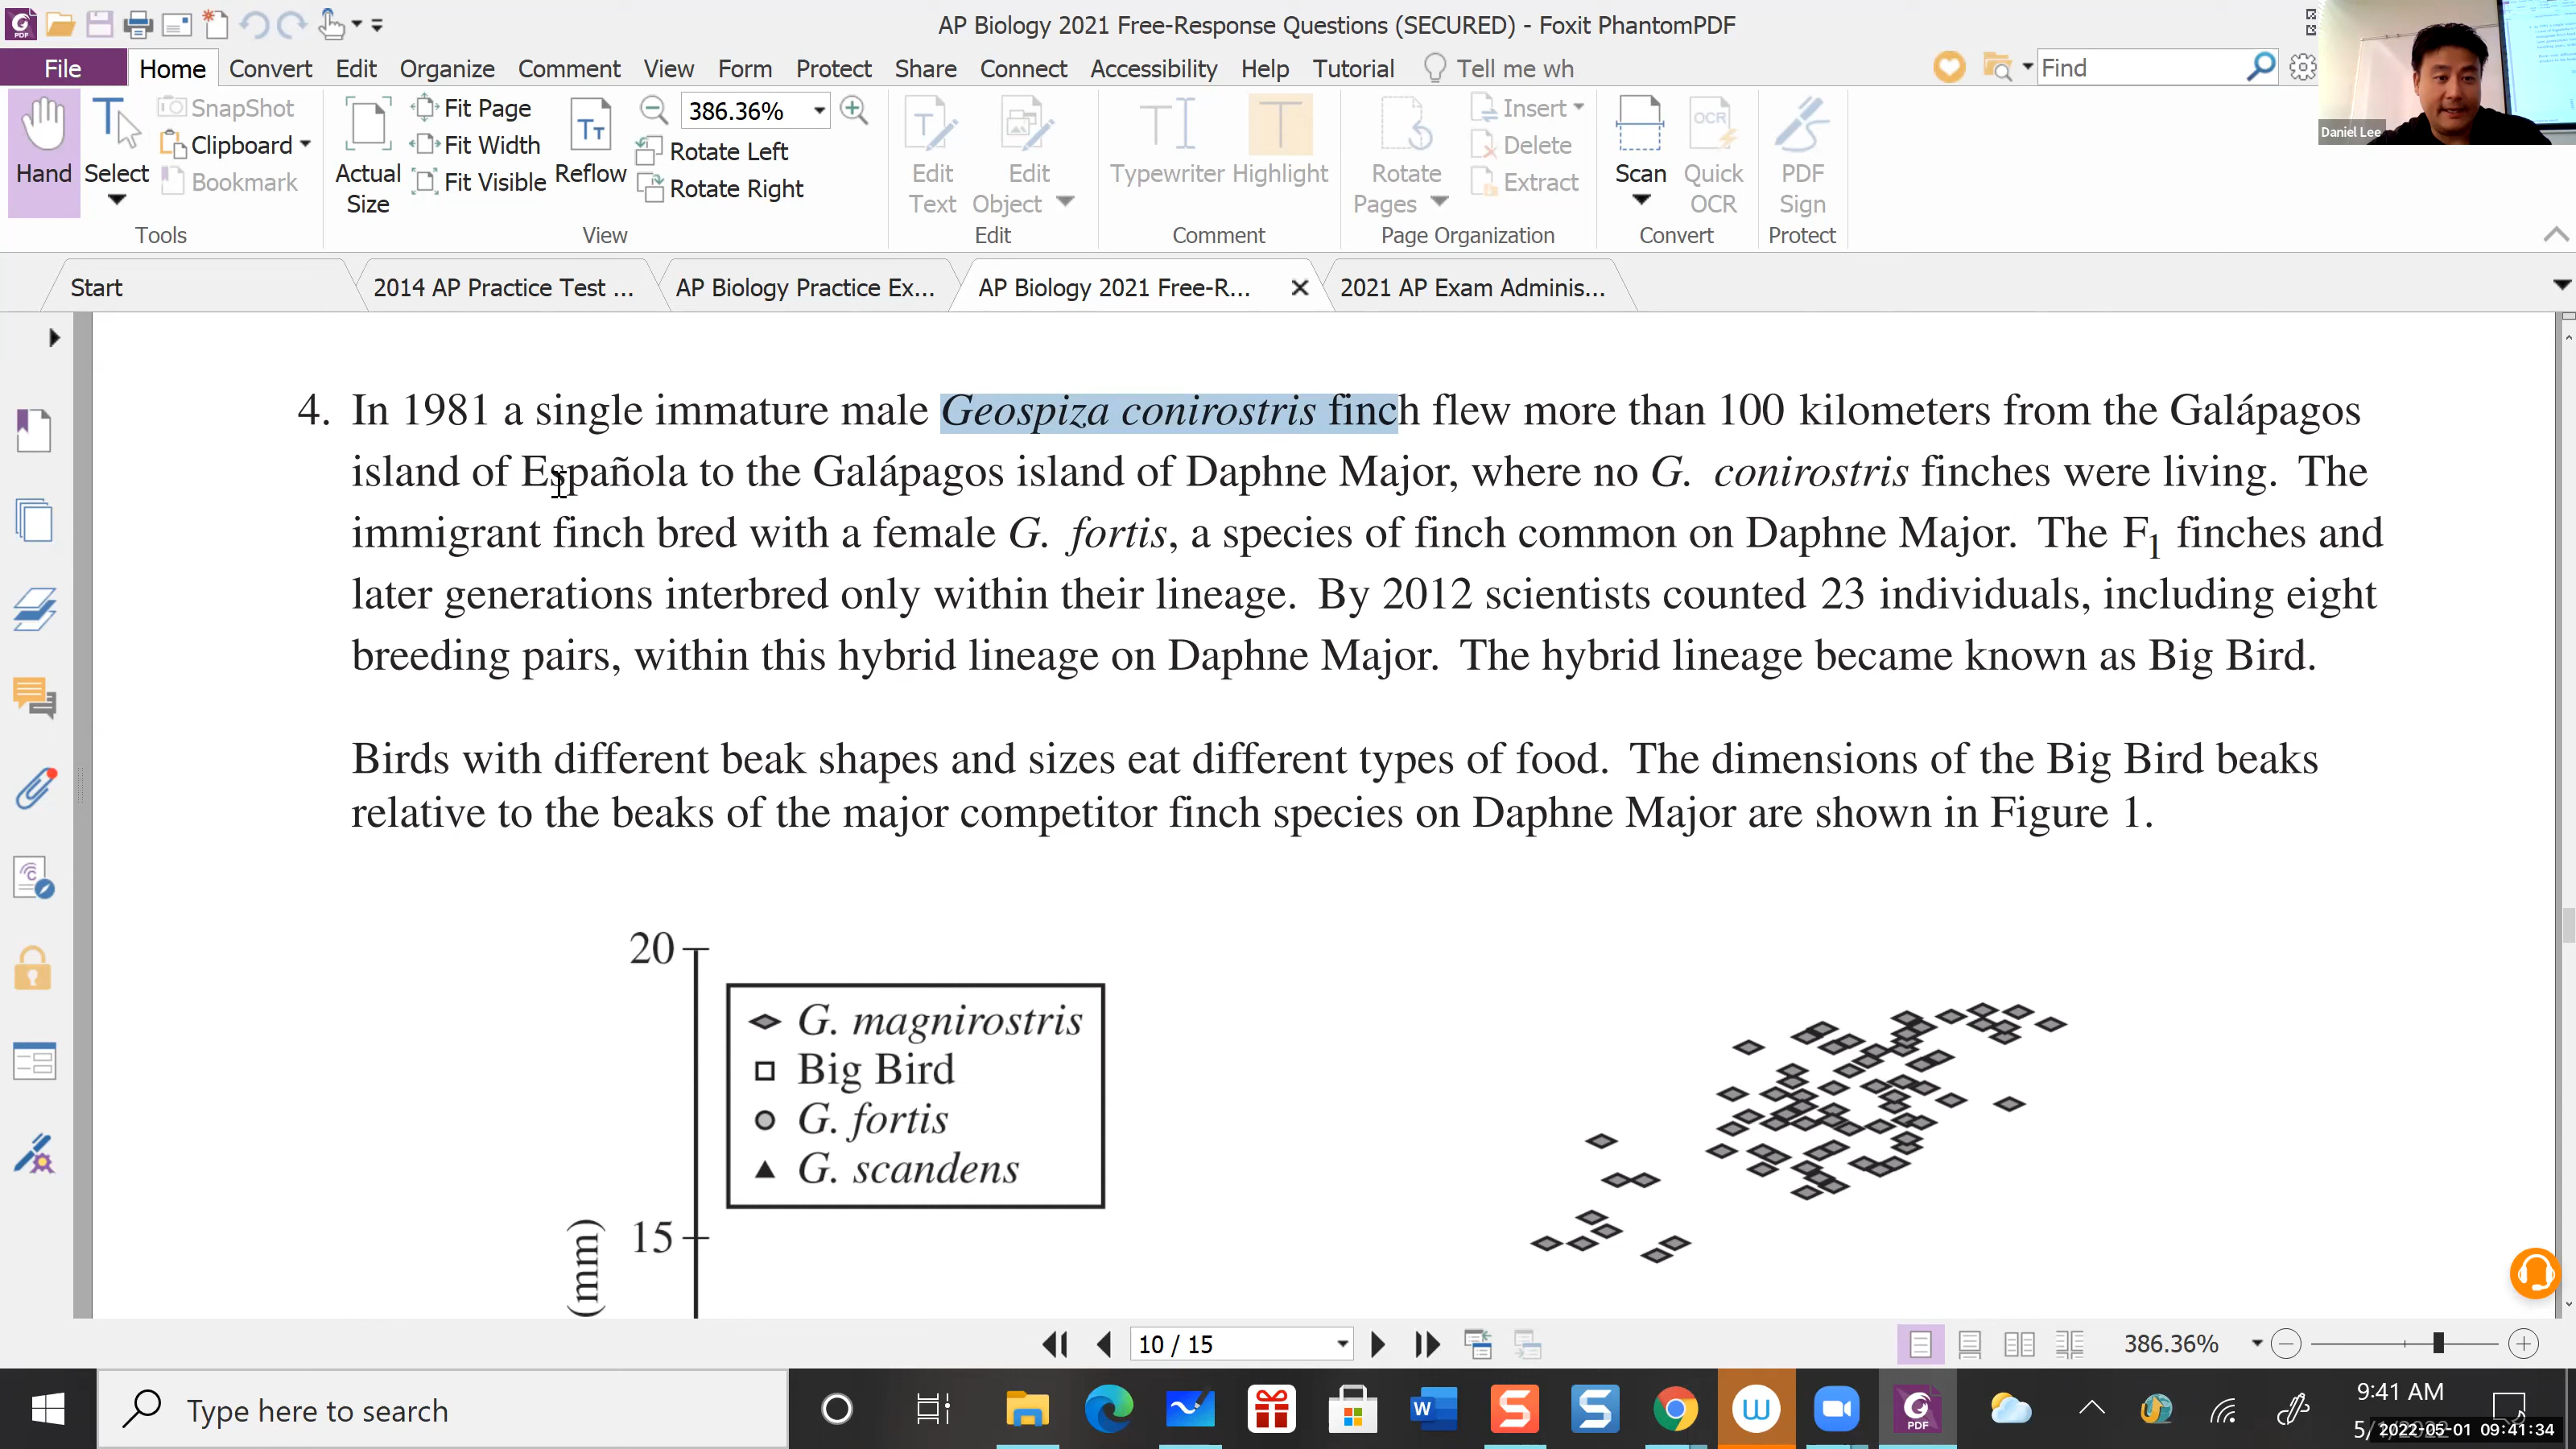 AP Biology 2021 Free-Response Questions (SECURED) - Foxit PhantomPDF
File Home Convert Edit Organize Comment View Form Protect Share Connect Accessibility Help Tutorial Tell me wh Find
SnapShot
Clipboard
Bookmark
Hand Select
Actual Size
Fit Page
Fit Width
Fit Visible
Reflow
386.36%
Rotate Left
Rotate Right
Edit Text
Edit Object
Typewriter Highlight
Rotate Pages
Insert
Delete
Extract
Scan
OCR
Quick OCR
PDF Sign
Tools View Edit Comment Page Organization Convert Protect
Daniel Lee
Start 2014 AP Practice Test ... AP Biology Practice Ex... AP Biology 2021 Free-R... 2021 AP Exam Adminis...
4. In 1981 a single immature male Geospiza conirostris finch flew more than 100 kilometers from the Galápagos
island of Española to the Galápagos island of Daphne Major, where no G. conirostris finches were living. The
immigrant finch bred with a female G. fortis, a species of finch common on Daphne Major. The F1 finches and
later generations interbred only within their lineage. By 2012 scientists counted 23 individuals, including eight
breeding pairs, within this hybrid lineage on Daphne Major. The hybrid lineage became known as Big Bird.
Birds with different beak shapes and sizes eat different types of food. The dimensions of the Big Bird beaks
relative to the beaks of the major competitor finch species on Daphne Major are shown in Figure 1.
20
G. magnirostris
Big Bird
G. fortis
G. scandens
15
(mm)
10 / 15
386.36%
Type here to search
9:41 AM
2022-05-01 09:41:34